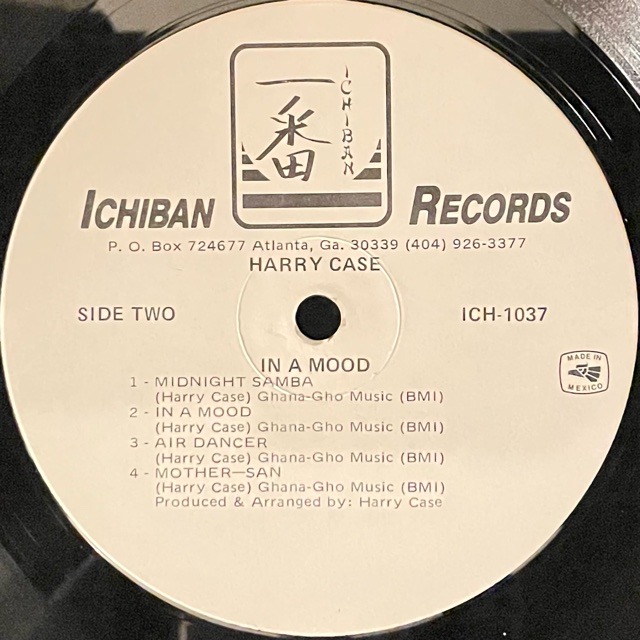 一番
ICHIBAN
ICHIBAN RECORDS
P. O. Box 724677 Atlanta, Ga. 30339 (404) 926-3377
HARRY CASE
SIDE TWO
ICH-1037
MADE IN
MEXICO
IN A MOOD
1 - MIDNIGHT SAMBA
(Harry Case) Ghana-Gho Music (BMI)
2 - IN A MOOD
(Harry Case) Ghana-Gho Music (BMI)
3 - AIR DANCER
(Harry Case) Ghana-Gho Music (BMI)
4 - MOTHER—SAN
(Harry Case) Ghana-Gho Music (BMI)
Produced & Arranged by: Harry Case